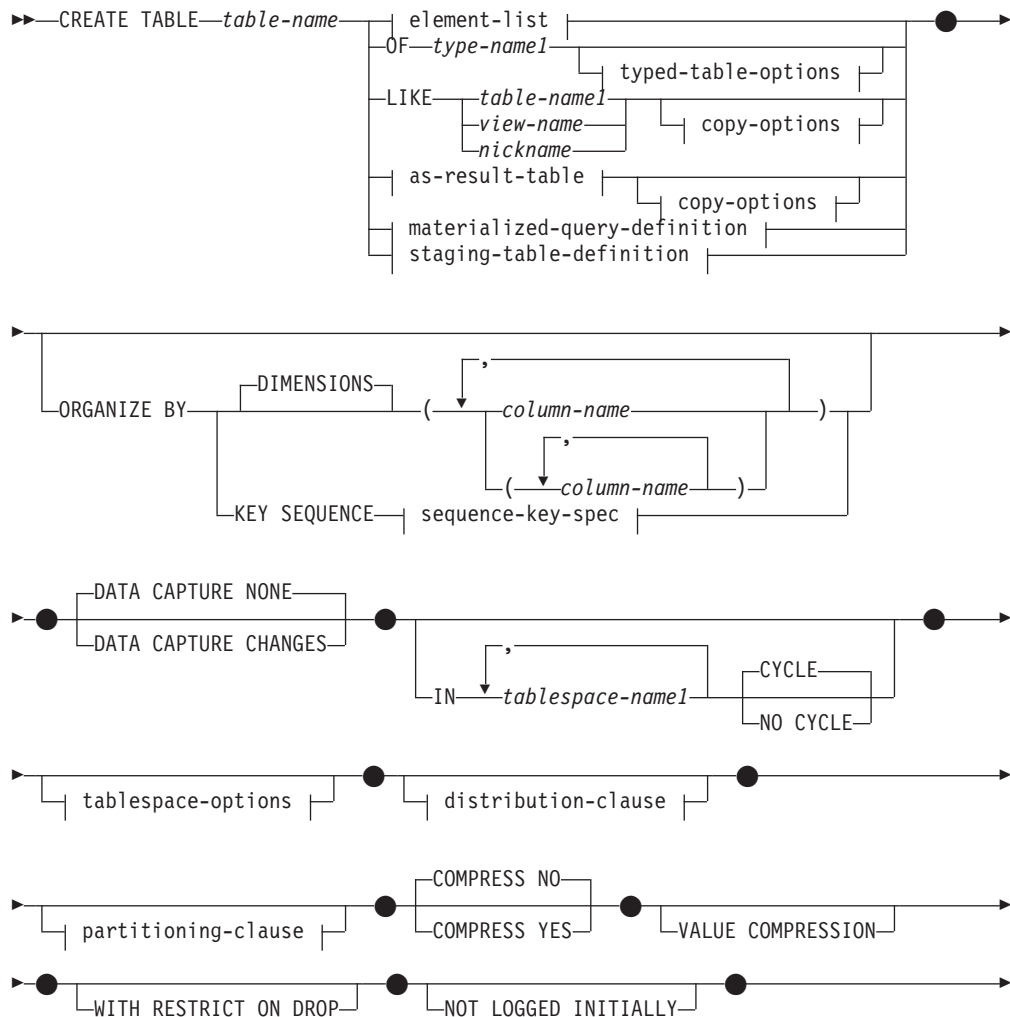 CREATE TABLE table-name element-list
OF type-name1
typed-table-options
LIKE table-name1
view-name copy-options
nickname
as-result-table
copy-options
materialized-query-definition
staging-table-definition
,
DIMENSIONS
ORGANIZE BY ( column-name )
,
( column-name )
KEY SEQUENCE sequence-key-spec
DATA CAPTURE NONE
DATA CAPTURE CHANGES
,
CYCLE
IN tablespace-name1
NO CYCLE
tablespace-options distribution-clause
COMPRESS NO
partitioning-clause COMPRESS YES VALUE COMPRESSION
WITH RESTRICT ON DROP NOT LOGGED INITIALLY